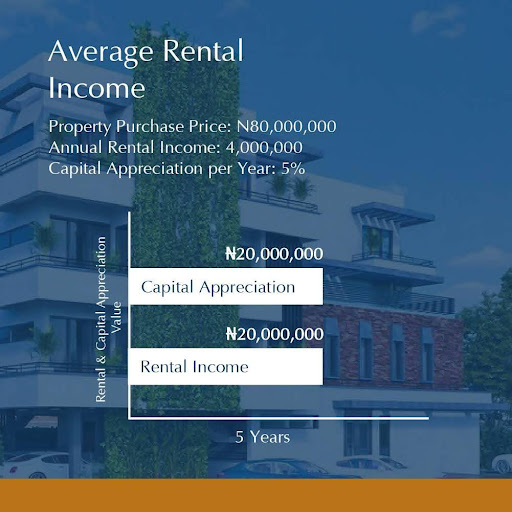 Average Rental
Income
Property Purchase Price: N80,000,000
Annual Rental Income: 4,000,000
Capital Appreciation per Year: 5%
₦20,000,000
Capital Appreciation
₦20,000,000
Rental Income
Rental & Capital Appreciation
Value
5 Years